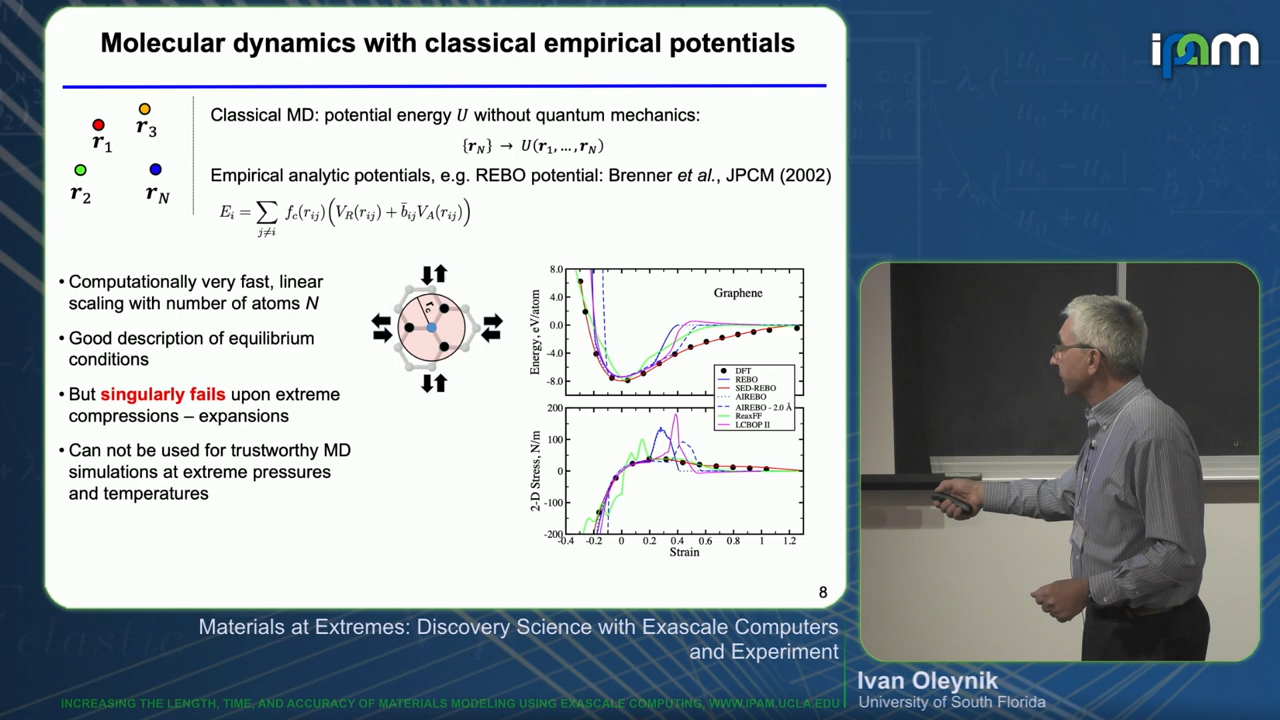 Molecular dynamics with classical empirical potentials
ipam
r₁
r₃
r₂
r_N
Classical MD: potential energy U without quantum mechanics:
{r_N} → U(r₁, …, r_N)
Empirical analytic potentials, e.g. REBO potential: Brenner et al., JPCM (2002)
E_i = ∑_{j≠i} f_c(r_ij)(V_R(r_ij) + b̄_ij V_A(r_ij))
• Computationally very fast, linear
scaling with number of atoms N
• Good description of equilibrium
conditions
• But singularly fails upon extreme
compressions – expansions
• Can not be used for trustworthy MD
simulations at extreme pressures
and temperatures
r_c
Energy, eV/atom
8.0
4.0
0.0
-4.0
-8.0
Graphene
DFT
REBO
SED-REBO
AIREBO
AIREBO - 2.0 Å
ReaxFF
LCBOP II
2-D Stress, N/m
200
100
0
-100
-200
-0.4 -0.2 0 0.2 0.4 0.6 0.8 1 1.2
Strain
8
Materials at Extremes: Discovery Science with Exascale Computers
and Experiment
Ivan Oleynik
University of South Florida
INCREASING THE LENGTH, TIME, AND ACCURACY OF MATERIALS MODELING USING EXASCALE COMPUTING, WWW.IPAM.UCLA.EDU